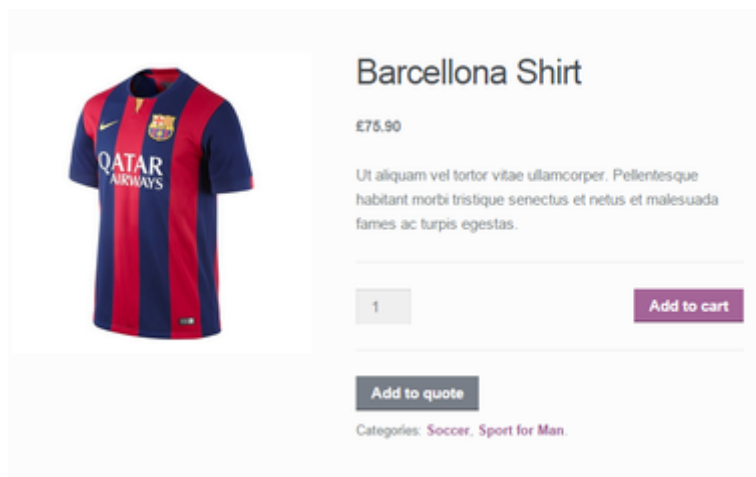 QATAR
AIRWAYS
Barcellona Shirt
£75.90
Ut aliquam vel tortor vitae ullamcorper. Pellentesque
habitant morbi tristique senectus et netus et malesuada
fames ac turpis egestas.
1
Add to cart
Add to quote
Categories: Soccer, Sport for Man.